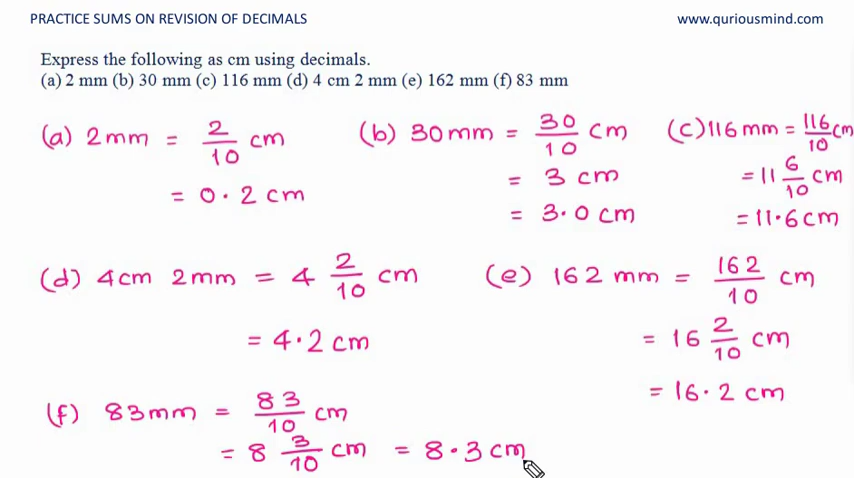 PRACTICE SUMS ON REVISION OF DECIMALS
www.quriousmind.com
Express the following as cm using decimals.
(a) 2 mm (b) 30 mm (c) 116 mm (d) 4 cm 2 mm (e) 162 mm (f) 83 mm
(a) 2mm = 2/10 cm
= 0.2 cm
(b) 30mm = 30/10 cm
= 3 cm
= 3.0 cm
(c) 116 mm = 116/10 cm
= 11 6/10 cm
= 11.6 cm
(d) 4cm 2mm = 4 2/10 cm
= 4.2 cm
(e) 162 mm = 162/10 cm
= 16 2/10 cm
= 16.2 cm
(f) 83mm = 83/10 cm
= 8 3/10 cm = 8.3 cm